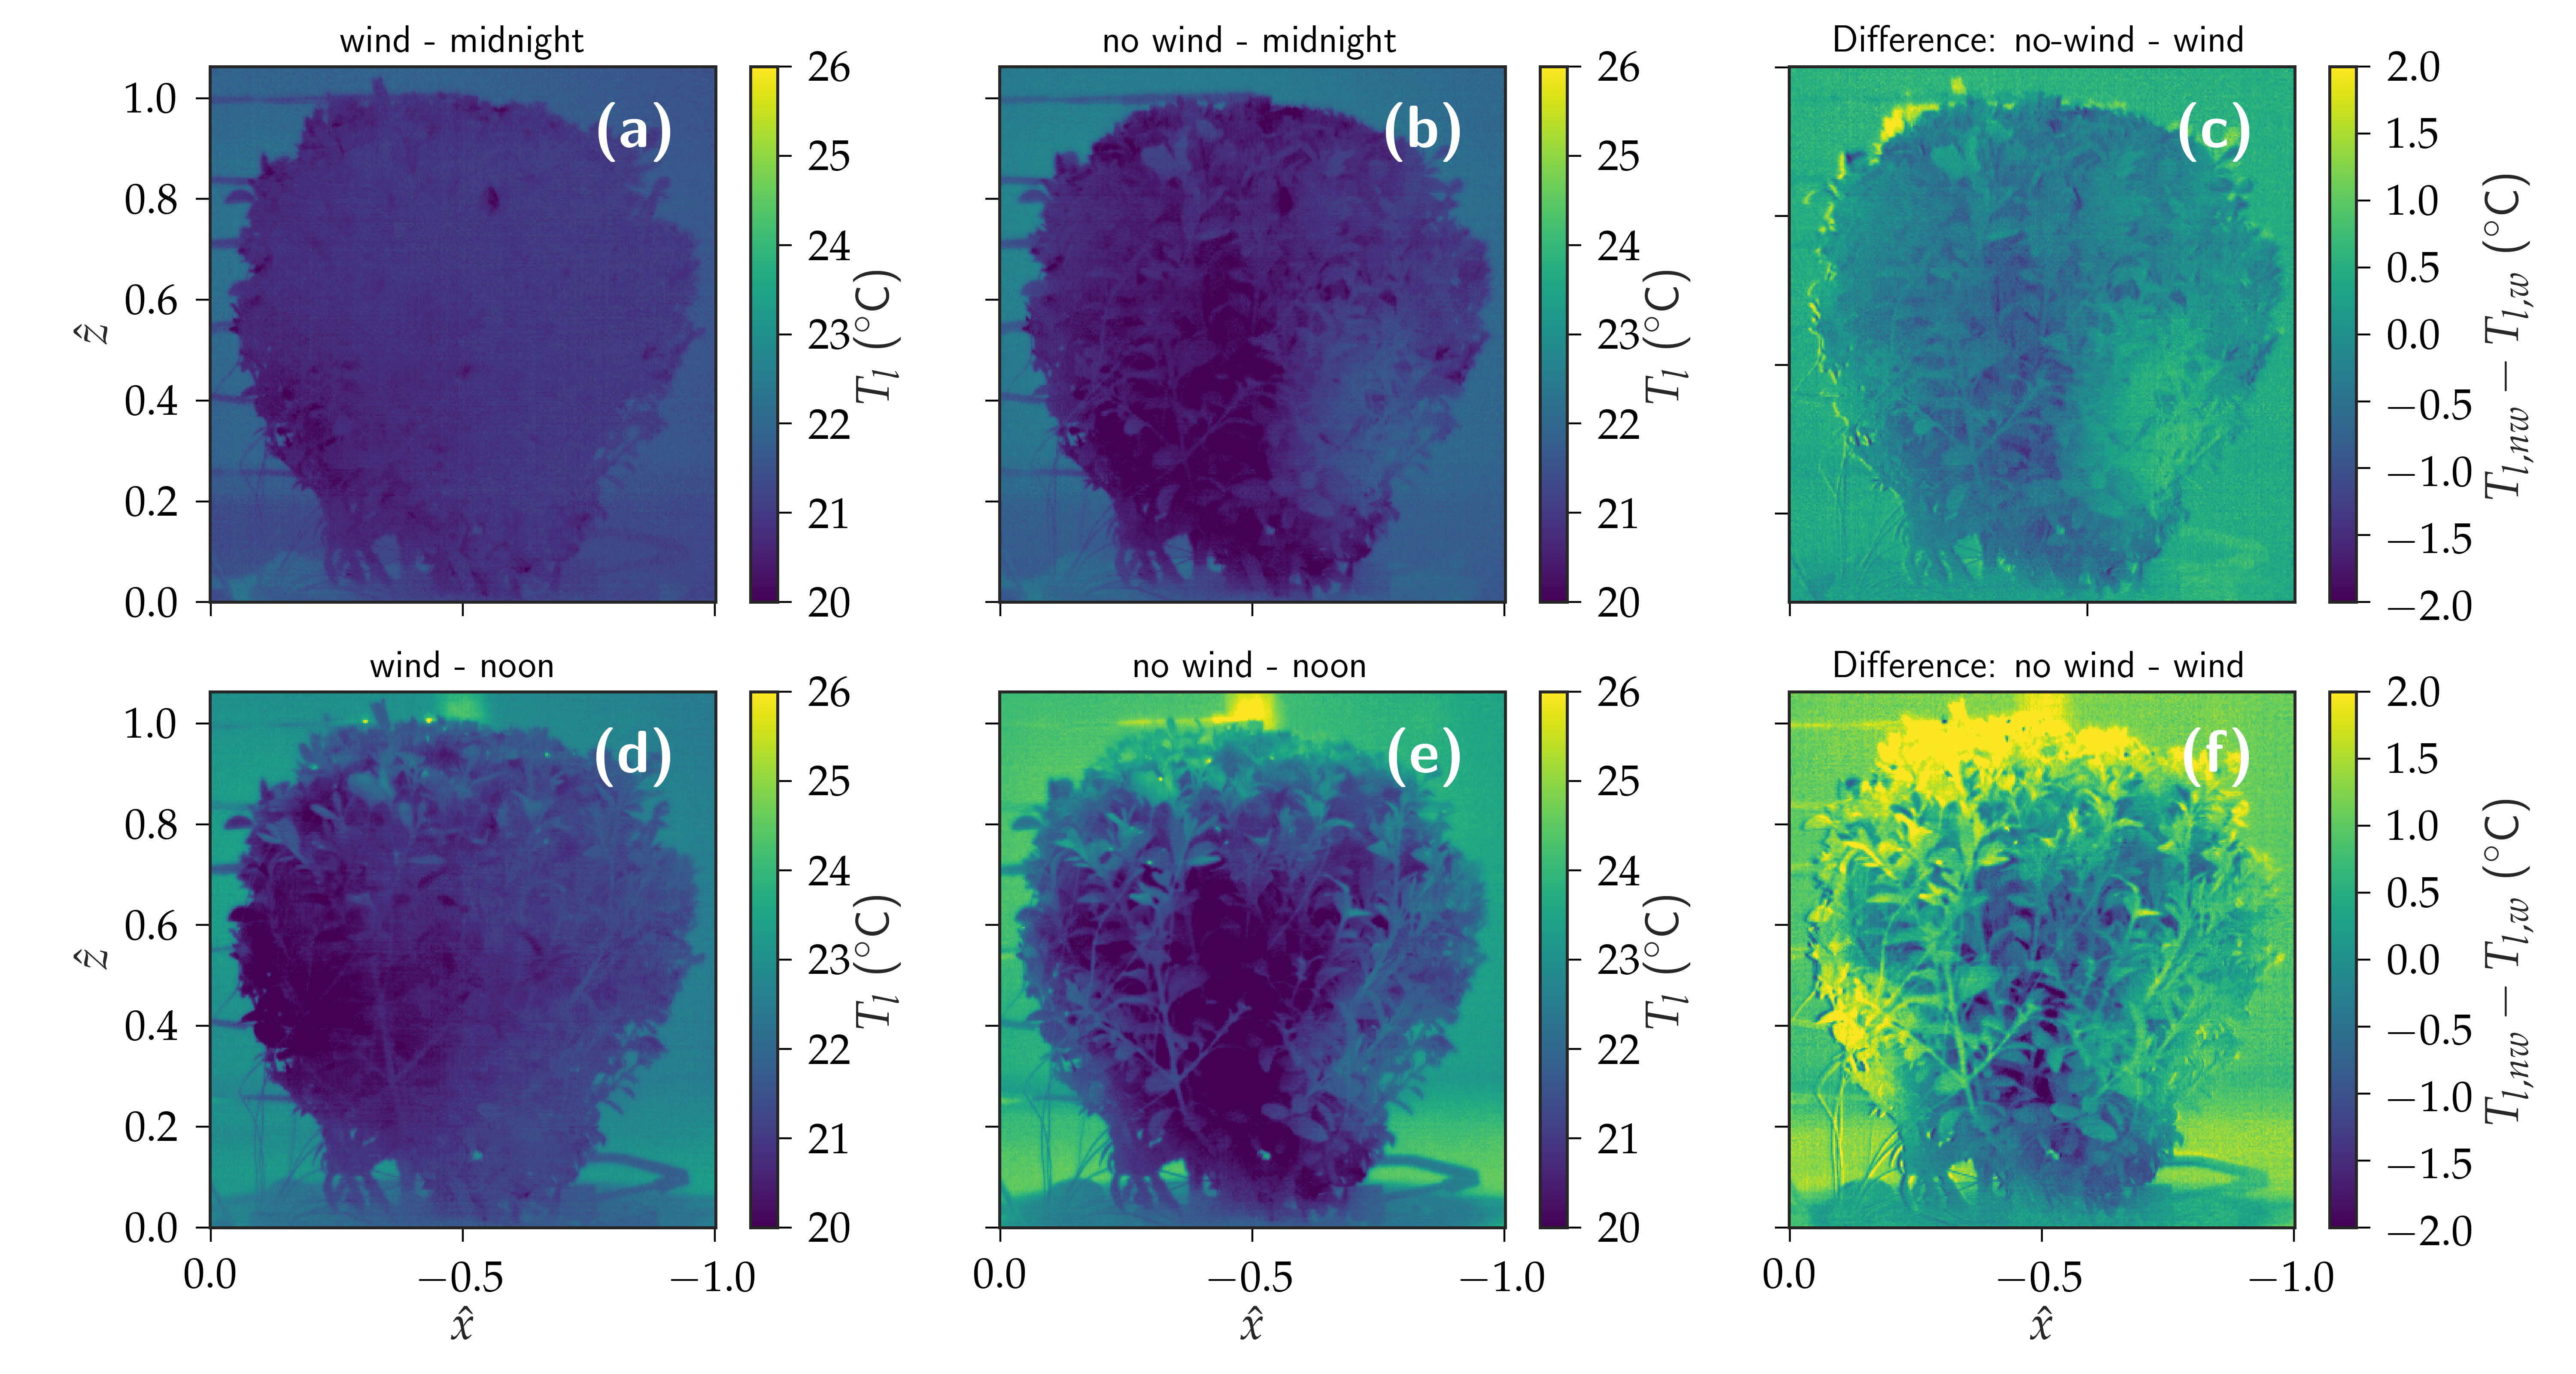 wind - midnight
no wind - midnight
Difference: no-wind - wind
(a)
(b)
(c)
ẑ
1.0
0.8
0.6
0.4
0.2
0.0
26
25
24
23
22
21
20
T_l (°C)
26
25
24
23
22
21
20
T_l (°C)
2.0
1.5
1.0
0.5
0.0
−0.5
−1.0
−1.5
−2.0
T_{l,nw} − T_{l,w} (°C)
wind - noon
no wind - noon
Difference: no wind - wind
(d)
(e)
(f)
ẑ
1.0
0.8
0.6
0.4
0.2
0.0
26
25
24
23
22
21
20
T_l (°C)
26
25
24
23
22
21
20
T_l (°C)
2.0
1.5
1.0
0.5
0.0
−0.5
−1.0
−1.5
−2.0
T_{l,nw} − T_{l,w} (°C)
0.0 −0.5 −1.0
0.0 −0.5 −1.0
0.0 −0.5 −1.0
x̂
x̂
x̂